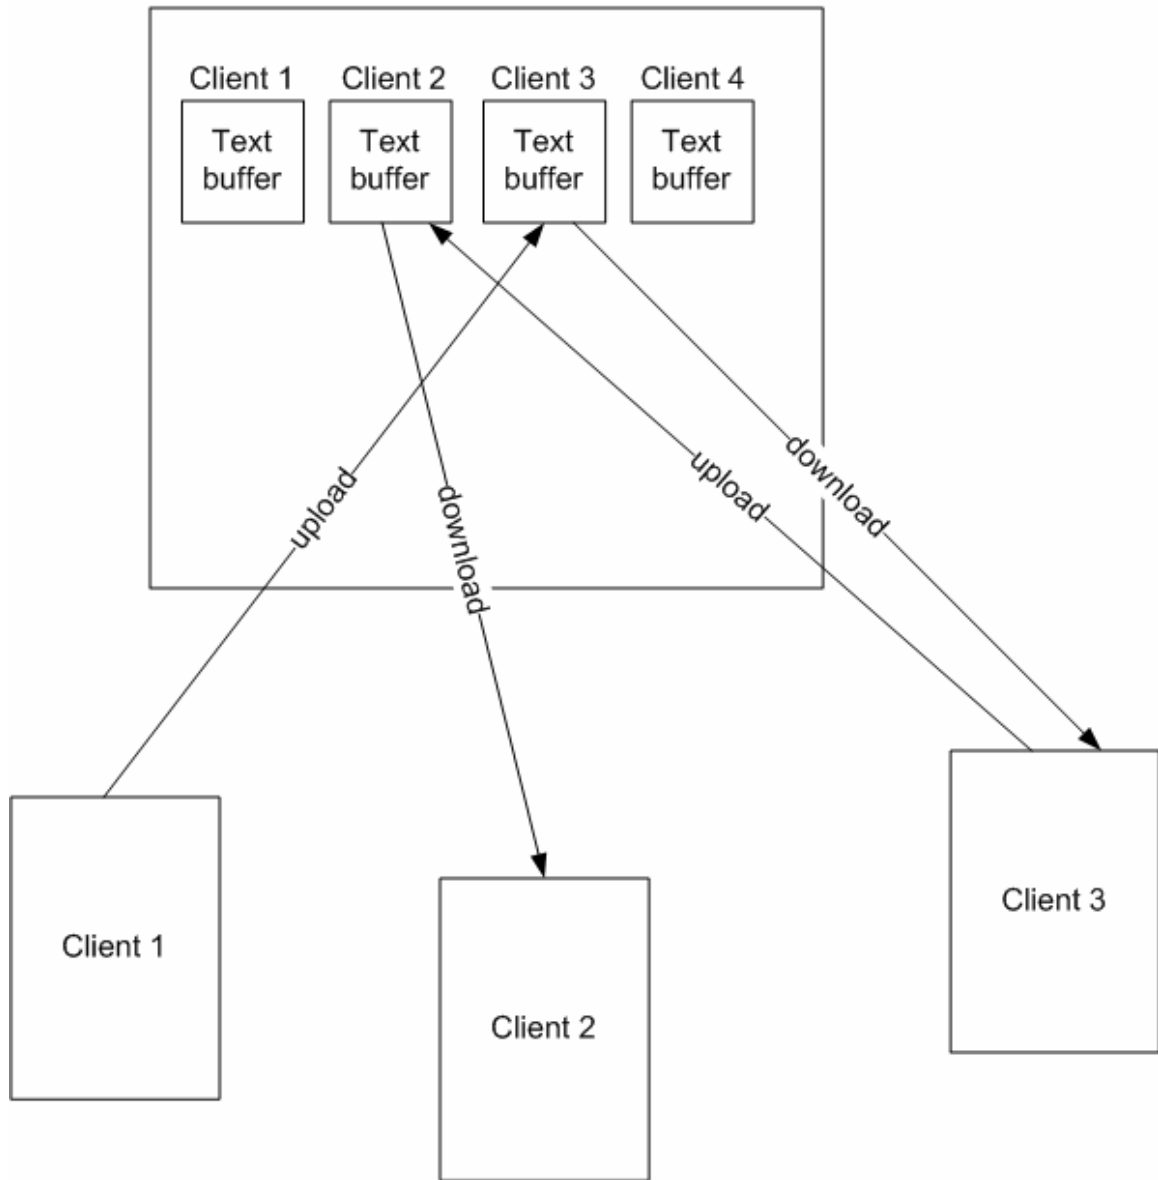 Client 1
Client 2
Client 3
Client 4
Text
buffer
Text
buffer
Text
buffer
Text
buffer
upload
download
upload
download
Client 1
Client 2
Client 3